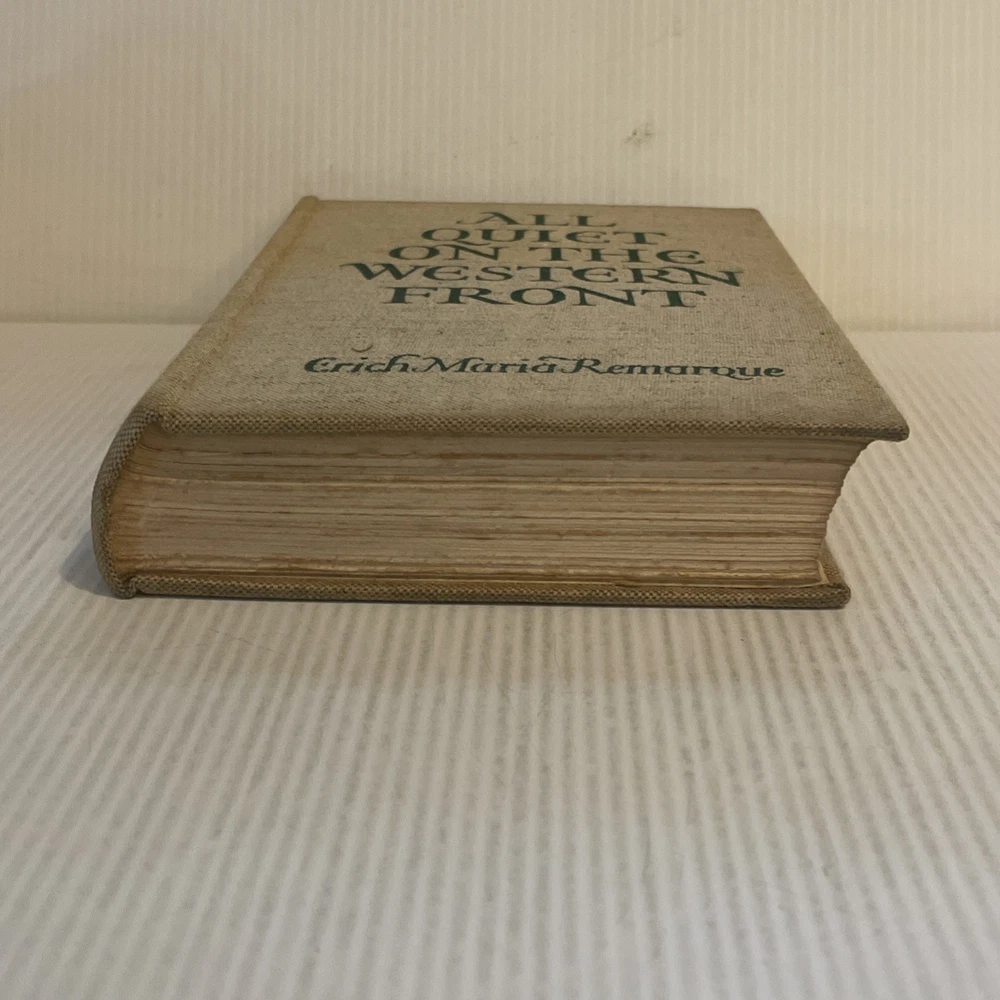 ALL
QUIET
ON THE
WESTERN
FRONT
Erich Maria Remarque